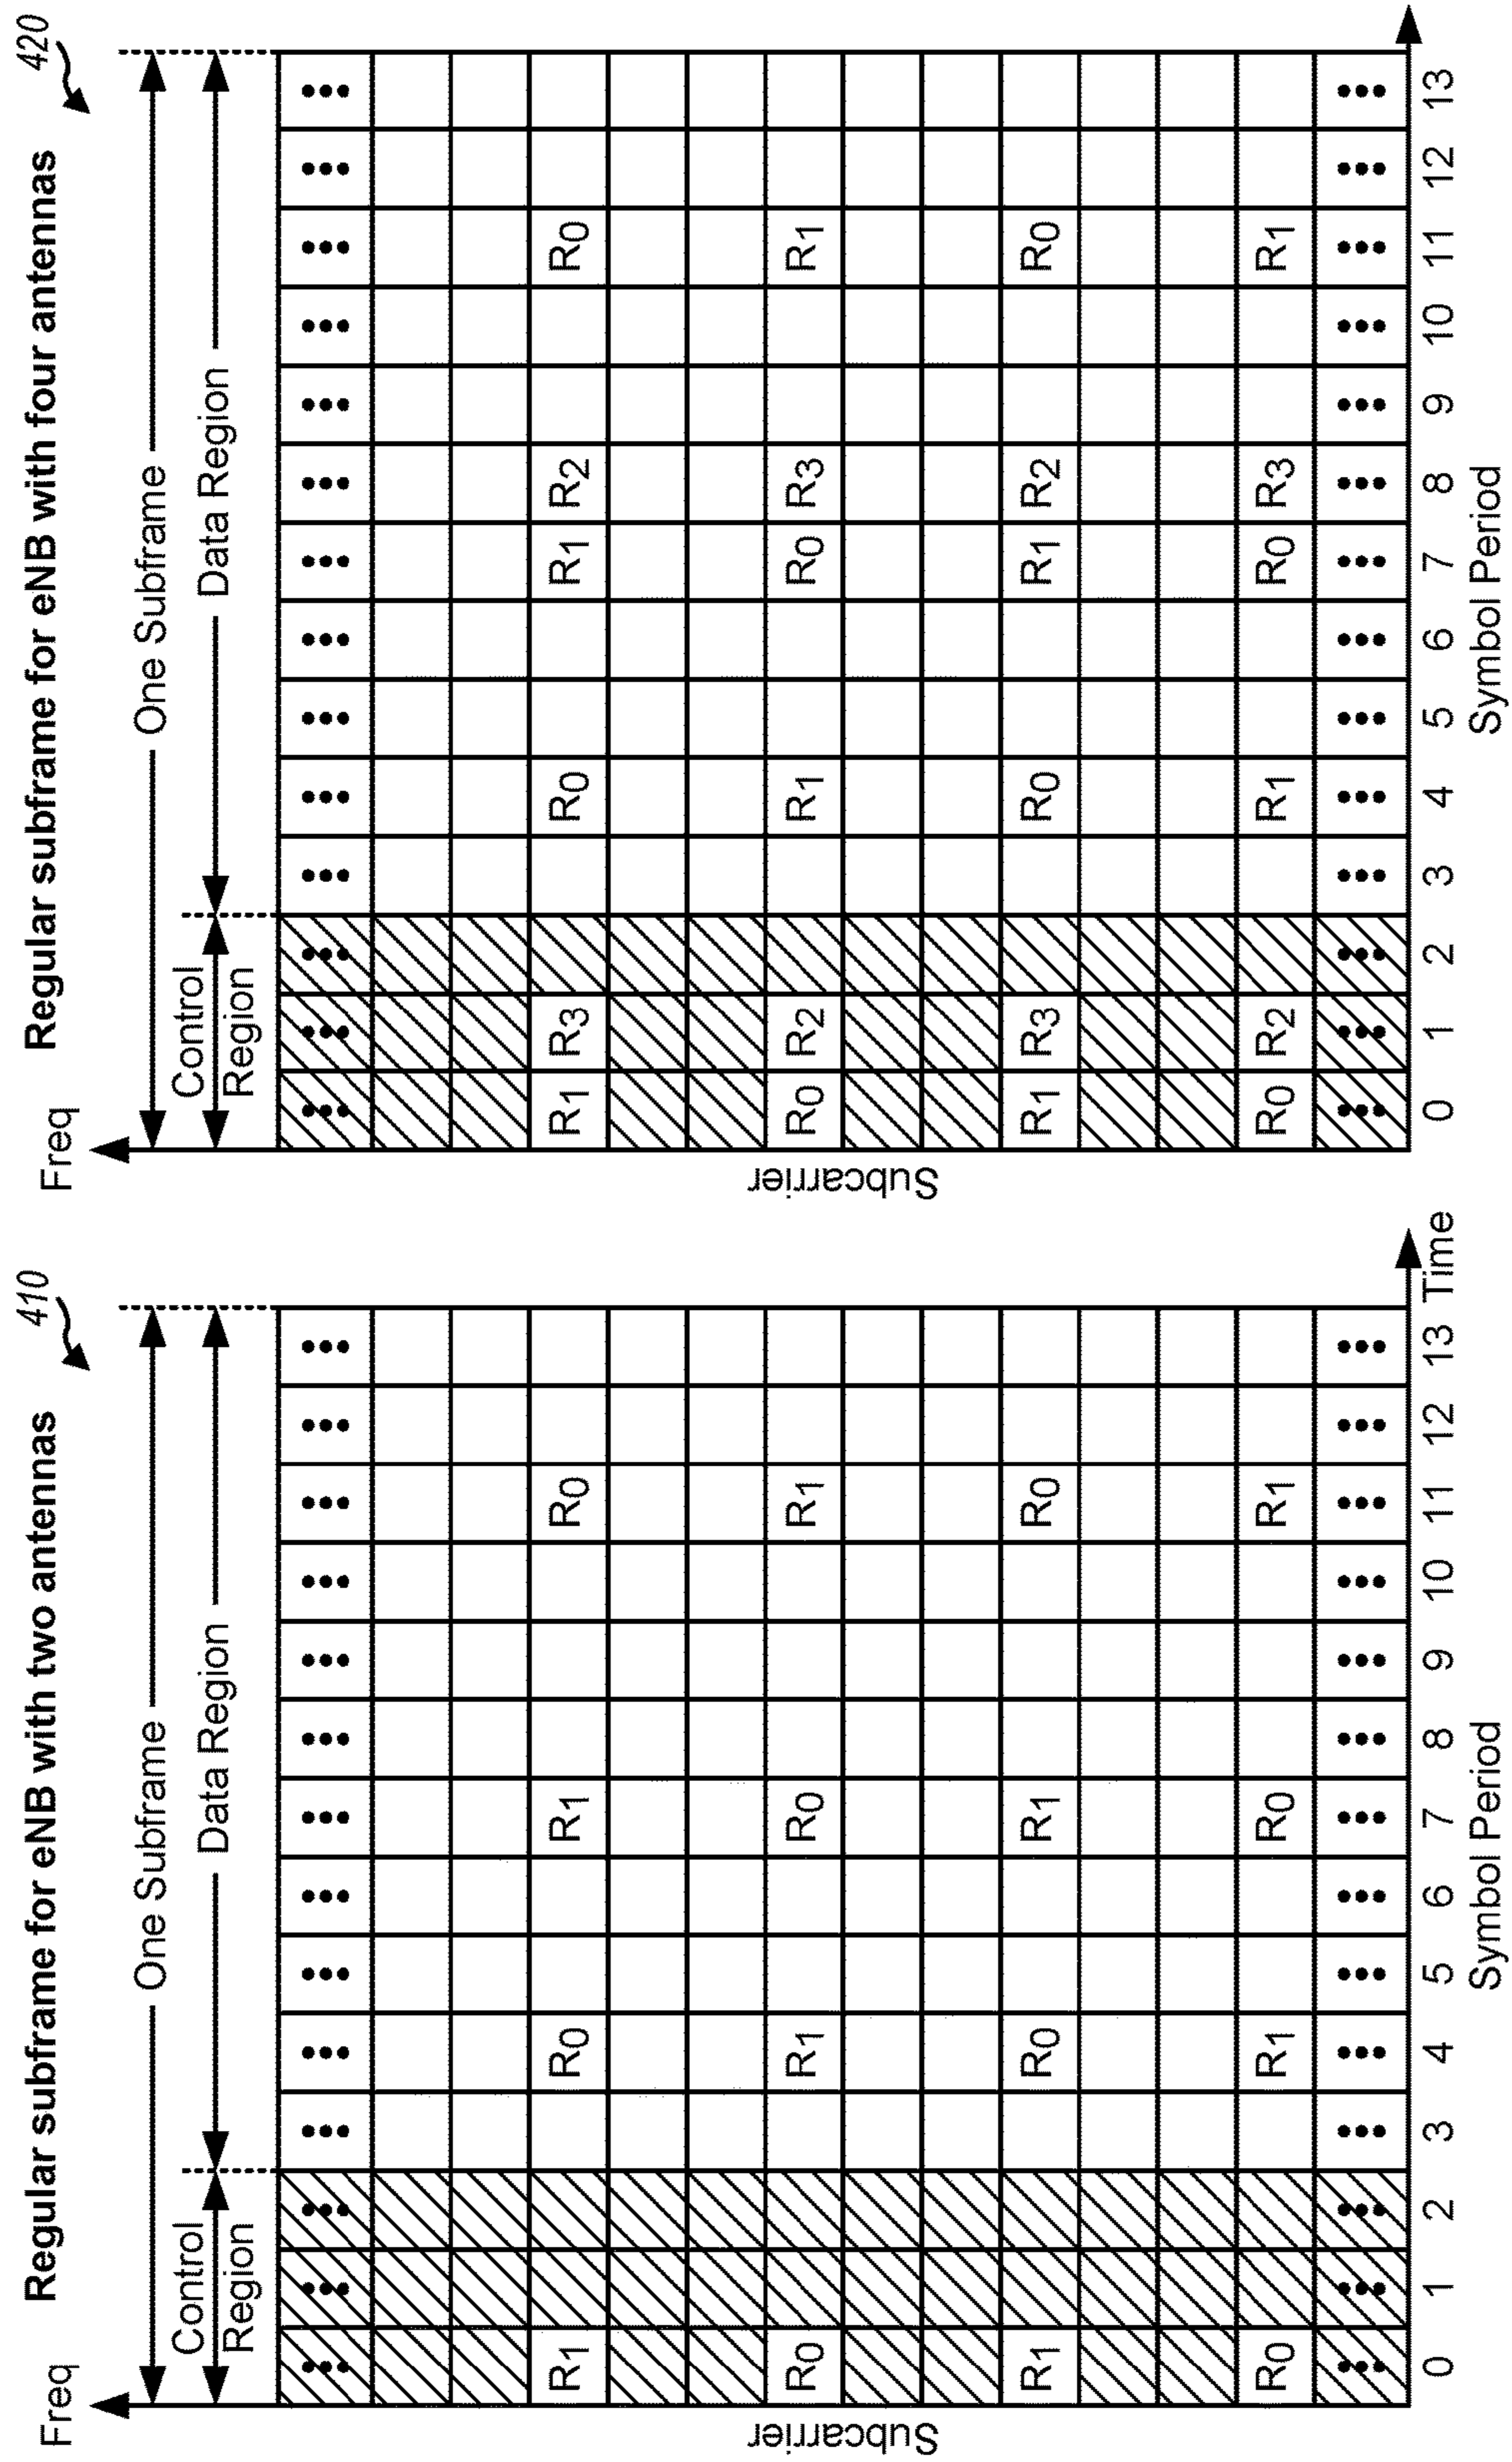 Regular subframe for eNB with two antennas
410
Freq
One Subframe
Control
Region
Data Region
Subcarrier
R1 R0 R1 R0
R0 R1 R0 R1
R1 R0 R1 R0
R0 R1 R0 R1
0 1 2 3 4 5 6 7 8 9 10 11 12 13
Time
Symbol Period
Regular subframe for eNB with four antennas
420
Freq
One Subframe
Control
Region
Data Region
Subcarrier
R1 R3 R0 R1 R2 R0
R0 R2 R1 R0 R3 R1
R1 R3 R0 R1 R2 R0
R0 R2 R1 R0 R3 R1
0 1 2 3 4 5 6 7 8 9 10 11 12 13
Symbol Period